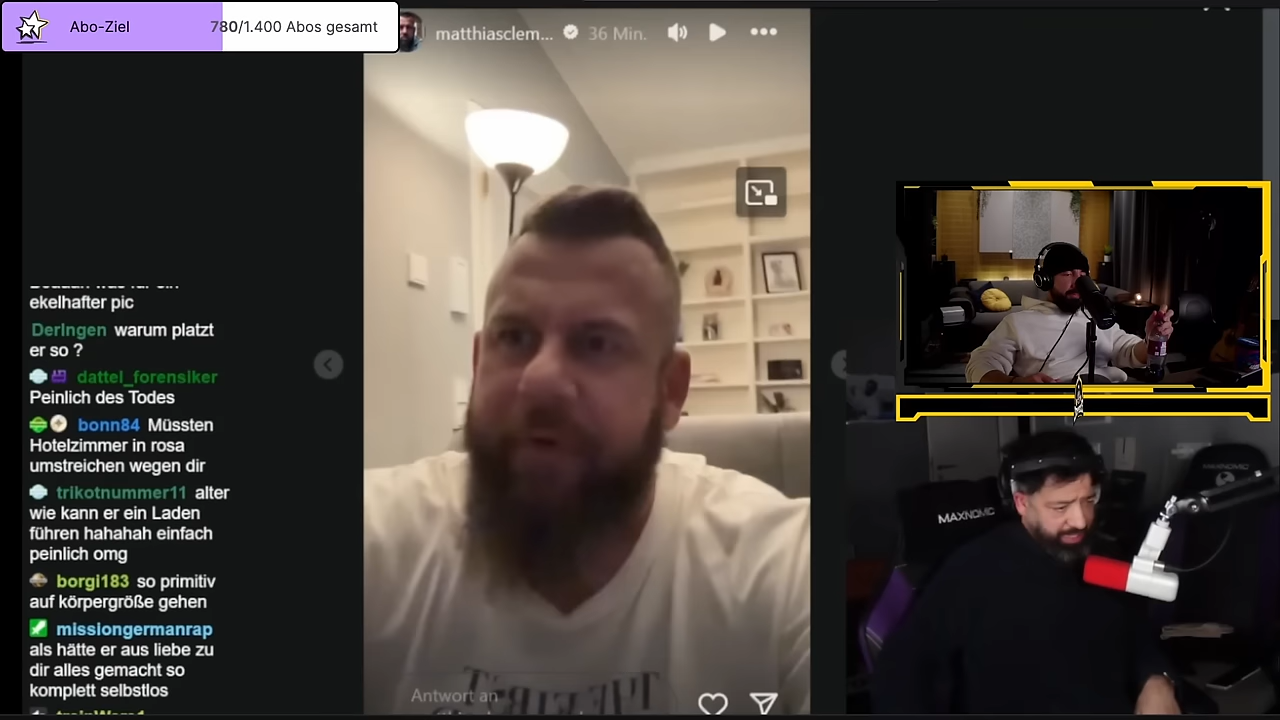 Abo-Ziel
780/1.400 Abos gesamt
matthiasclem... 36 Min.
ekelhafter pic
DerIngen warum platzt
er so ?
dattel_forensiker
Peinlich des Todes
bonn84 Müssten
Hotelzimmer in rosa
umstreichen wegen dir
trikotnummer11 alter
wie kann er ein Laden
führen hahahah einfach
peinlich omg
borgi183 so primitiv
auf körpergröße gehen
missiongermanrap
als hätte er aus liebe zu
dir alles gemacht so
komplett selbstlos
Antwort an
MAXNOMIC
MAXNOMIC